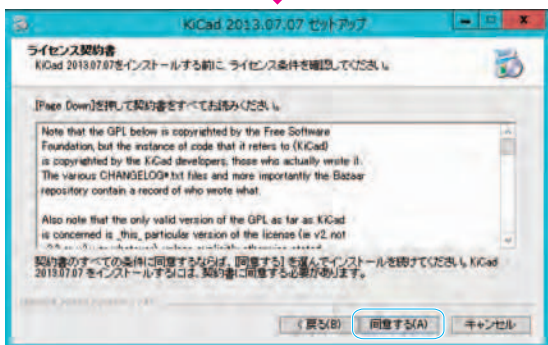 KiCad 2013.07.07 セットアップ
ライセンス契約書
KiCad 2013.07.07をインストールする前に、ライセンス条件を確認してください。
[Page Down]を押して契約書をすべてお読みください。
Note that the GPL below is copyrighted by the Free Software
Foundation, but the instance of code that it refers to (KiCad)
is copyrighted by the KiCad developers, those who actually wrote it.
The various CHANGELOG*.txt files and more importantly the Bazaar
repository contain a record of who wrote what.
Also note that the only valid version of the GPL as far as KiCad
is concerned is _this_ particular version of the license (ie v2 not
契約書のすべての条件に同意するならば、[同意する] を選んでインストールを続けてください。KiCad
2013.07.07 をインストールするには、契約書に同意する必要があります。
< 戻る(B)
同意する(A)
キャンセル